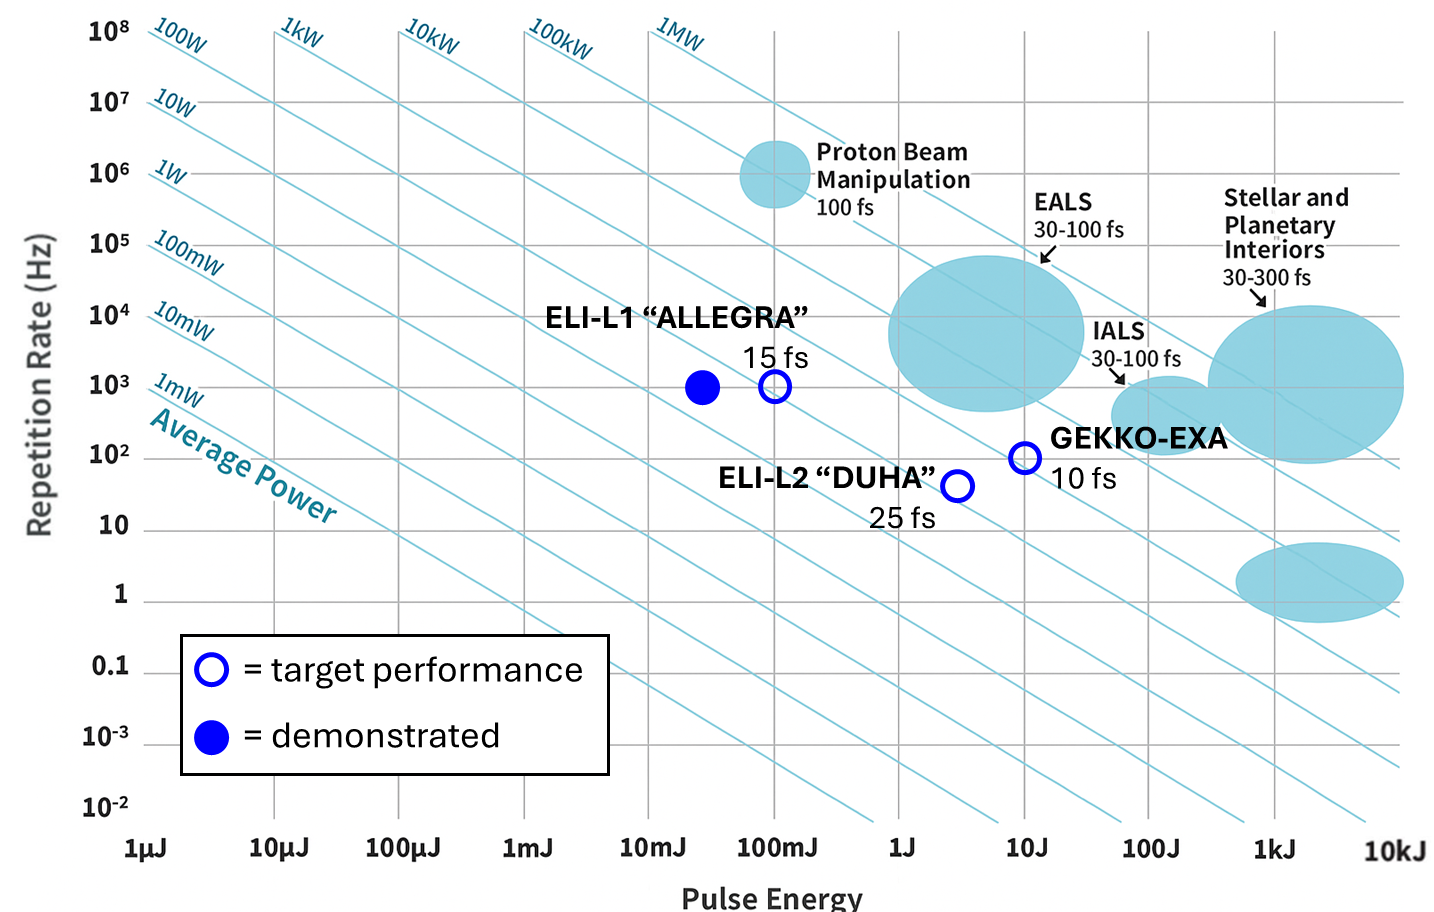 10⁸
10⁷
10⁶
10⁵
10⁴
10³
10²
10
1
0.1
10⁻³
10⁻²
Repetition Rate (Hz)
100W
1kW
10kW
100kW
1MW
10W
1W
100mW
10mW
1mW
Average Power
Proton Beam
Manipulation
100 fs
EALS
30-100 fs
Stellar and
Planetary
Interiors
30-300 fs
IALS
30-100 fs
ELI-L1 “ALLEGRA”
15 fs
GEKKO-EXA
10 fs
ELI-L2 “DUHA”
25 fs
= target performance
= demonstrated
1µJ
10µJ
100µJ
1mJ
10mJ
100mJ
1J
10J
100J
1kJ
10kJ
Pulse Energy